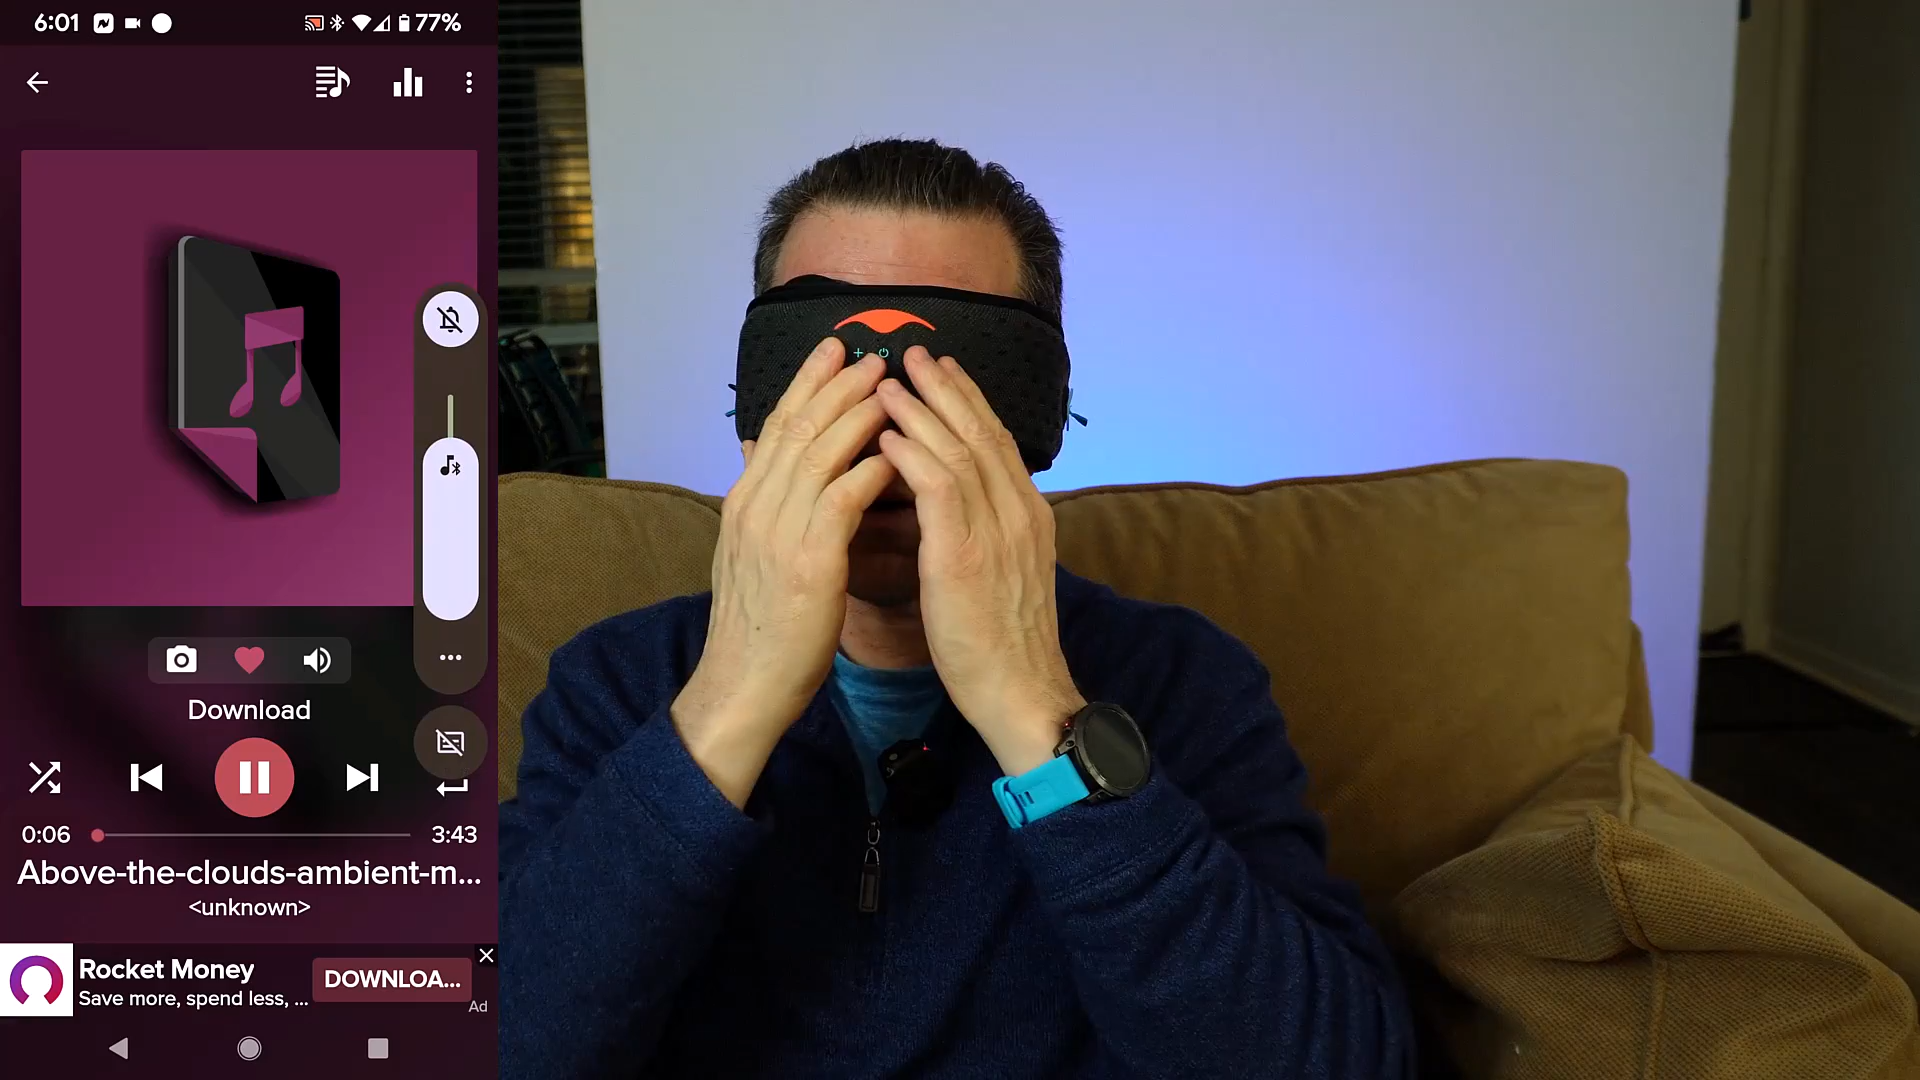 6:01
77%
Download
0:06
3:43
Above-the-clouds-ambient-m...
<unknown>
Rocket Money
Save more, spend less, ...
DOWNLOA...
Ad